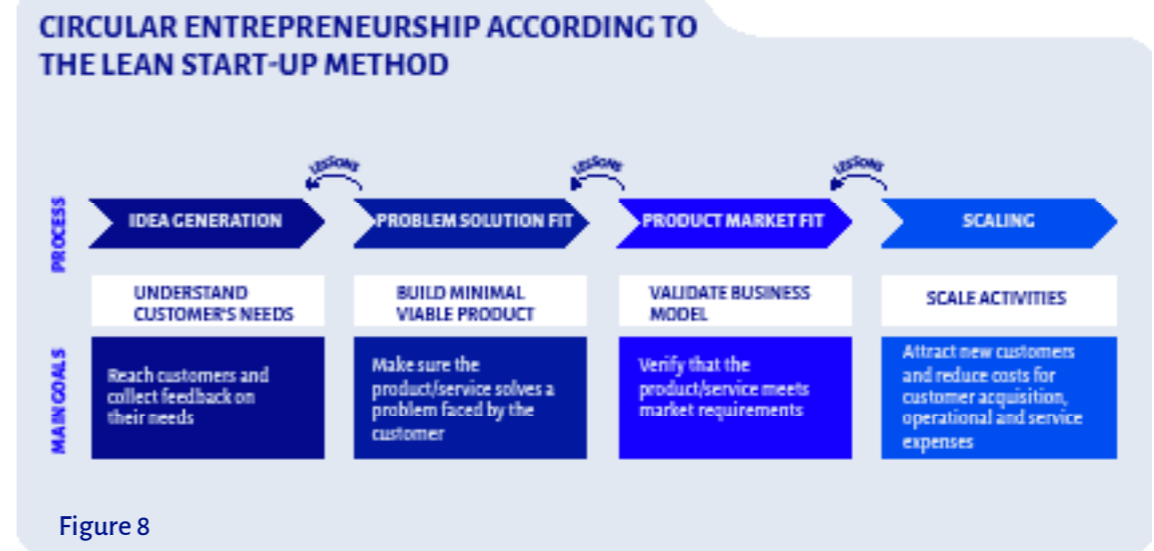 CIRCULAR ENTREPRENEURSHIP ACCORDING TO
THE LEAN START-UP METHOD
LESSONS
LESSONS
LESSONS
PROCESS
IDEA GENERATION
PROBLEM SOLUTION FIT
PRODUCT MARKET FIT
SCALING
UNDERSTAND
CUSTOMER'S NEEDS
BUILD MINIMAL
VIABLE PRODUCT
VALIDATE BUSINESS
MODEL
SCALE ACTIVITIES
MAIN GOALS
Reach customers and
collect feedback on
their needs
Make sure the
product/service solves a
problem faced by the
customer
Verify that the
product/service meets
market requirements
Attract new customers
and reduce costs for
customer acquisition,
operational and service
expenses
Figure 8